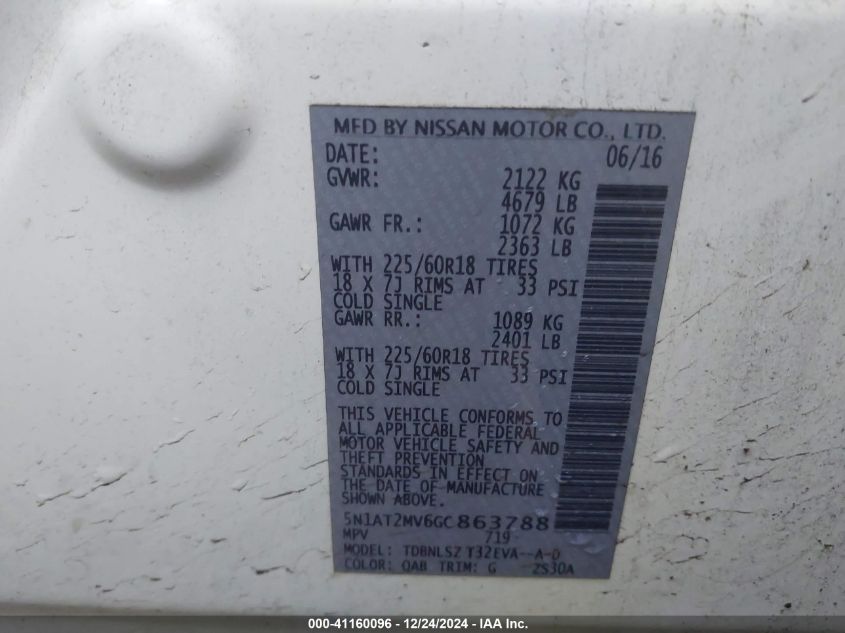 MFD BY NISSAN MOTOR CO., LTD.
DATE: 06/16
GVWR: 2122 KG
4679 LB
GAWR FR.: 1072 KG
2363 LB
WITH 225/60R18 TIRES
18 X 7J RIMS AT 33 PSI
COLD SINGLE
GAWR RR.: 1089 KG
2401 LB
WITH 225/60R18 TIRES
18 X 7J RIMS AT 33 PSI
COLD SINGLE
THIS VEHICLE CONFORMS TO
ALL APPLICABLE FEDERAL
MOTOR VEHICLE SAFETY AND
THEFT PREVENTION
STANDARDS IN EFFECT ON
THE DATE OF MANUFACTURE
SHOWN ABOVE.
5N1AT2MV6GC863788
MPV 719
MODEL: TDBNLSZ T32EVA--A-D
COLOR: QAB TRIM: G ZS30A
000-41160096 - 12/24/2024 - IAA Inc.